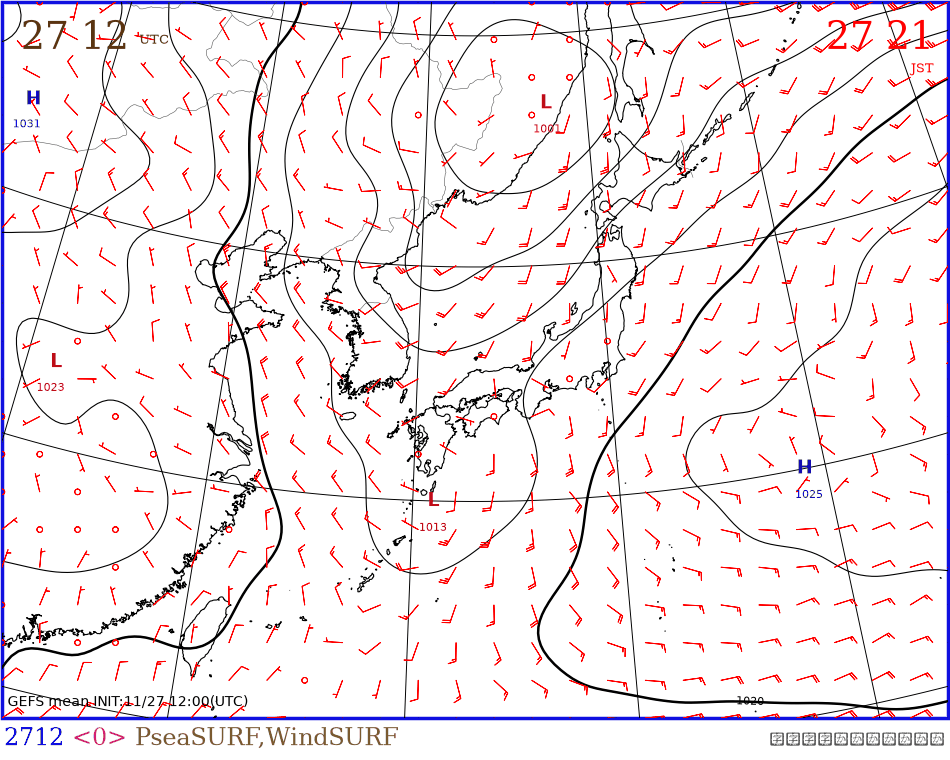 27 12 UTC
27 21
JST
H
1031
L
1001
L
1023
H
1025
L
1013
GEFS mean INIT:11/27 12:00(UTC)
1020
2712 <0> PseaSURF,WindSURF